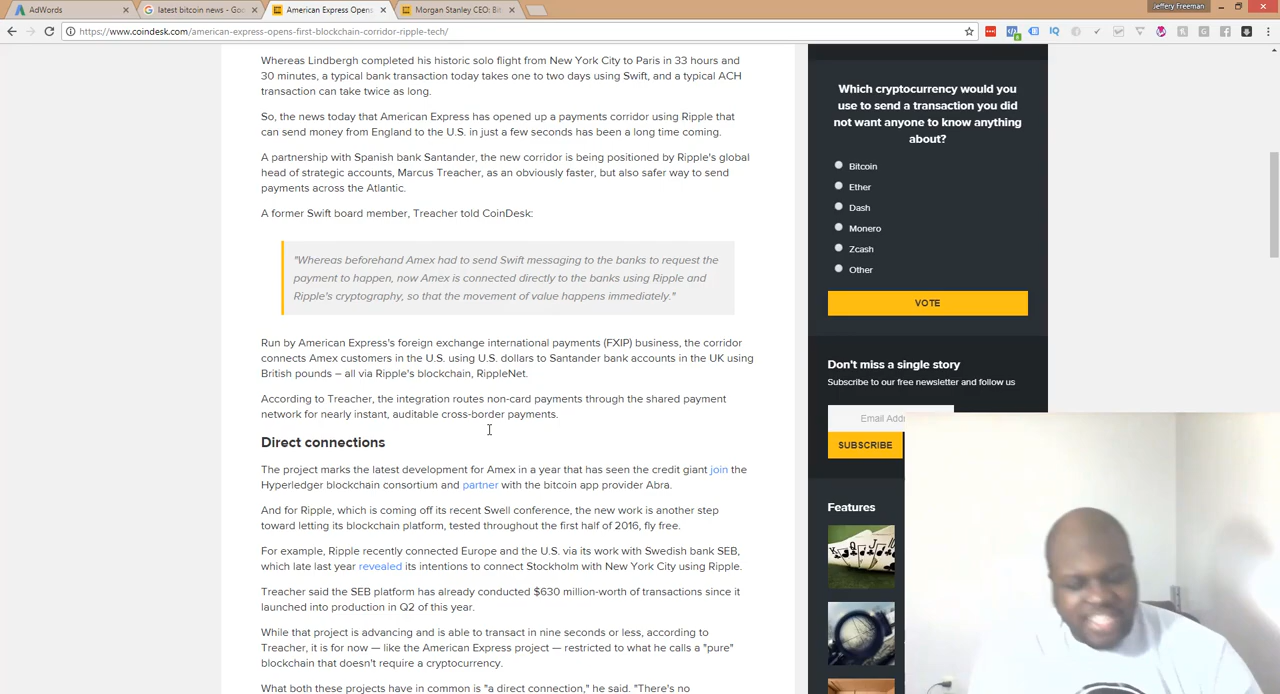 AdWords
latest bitcoin news - Goo
American Express Opens
Morgan Stanley CEO: Bit
Jeffery Freeman
https://www.coindesk.com/american-express-opens-first-blockchain-corridor-ripple-tech/
Whereas Lindbergh completed his historic solo flight from New York City to Paris in 33 hours and
30 minutes, a typical bank transaction today takes one to two days using Swift, and a typical ACH
transaction can take twice as long.
So, the news today that American Express has opened up a payments corridor using Ripple that
can send money from England to the U.S. in just a few seconds has been a long time coming.
A partnership with Spanish bank Santander, the new corridor is being positioned by Ripple's global
head of strategic accounts, Marcus Treacher, as an obviously faster, but also safer way to send
payments across the Atlantic.
A former Swift board member, Treacher told CoinDesk:
"Whereas beforehand Amex had to send Swift messaging to the banks to request the
payment to happen, now Amex is connected directly to the banks using Ripple and
Ripple's cryptography, so that the movement of value happens immediately."
Run by American Express's foreign exchange international payments (FXIP) business, the corridor
connects Amex customers in the U.S. using U.S. dollars to Santander bank accounts in the UK using
British pounds – all via Ripple's blockchain, RippleNet.
According to Treacher, the integration routes non-card payments through the shared payment
network for nearly instant, auditable cross-border payments.
Direct connections
The project marks the latest development for Amex in a year that has seen the credit giant join the
Hyperledger blockchain consortium and partner with the bitcoin app provider Abra.
And for Ripple, which is coming off its recent Swell conference, the new work is another step
toward letting its blockchain platform, tested throughout the first half of 2016, fly free.
For example, Ripple recently connected Europe and the U.S. via its work with Swedish bank SEB,
which late last year revealed its intentions to connect Stockholm with New York City using Ripple.
Treacher said the SEB platform has already conducted $630 million-worth of transactions since it
launched into production in Q2 of this year.
While that project is advancing and is able to transact in nine seconds or less, according to
Treacher, it is for now — like the American Express project — restricted to what he calls a "pure"
blockchain that doesn't require a cryptocurrency.
What both these projects have in common is "a direct connection," he said. "There's no
Which cryptocurrency would you
use to send a transaction you did
not want anyone to know anything
about?
Bitcoin
Ether
Dash
Monero
Zcash
Other
VOTE
Don't miss a single story
Subscribe to our free newsletter and follow us
Email Addr
SUBSCRIBE
Features